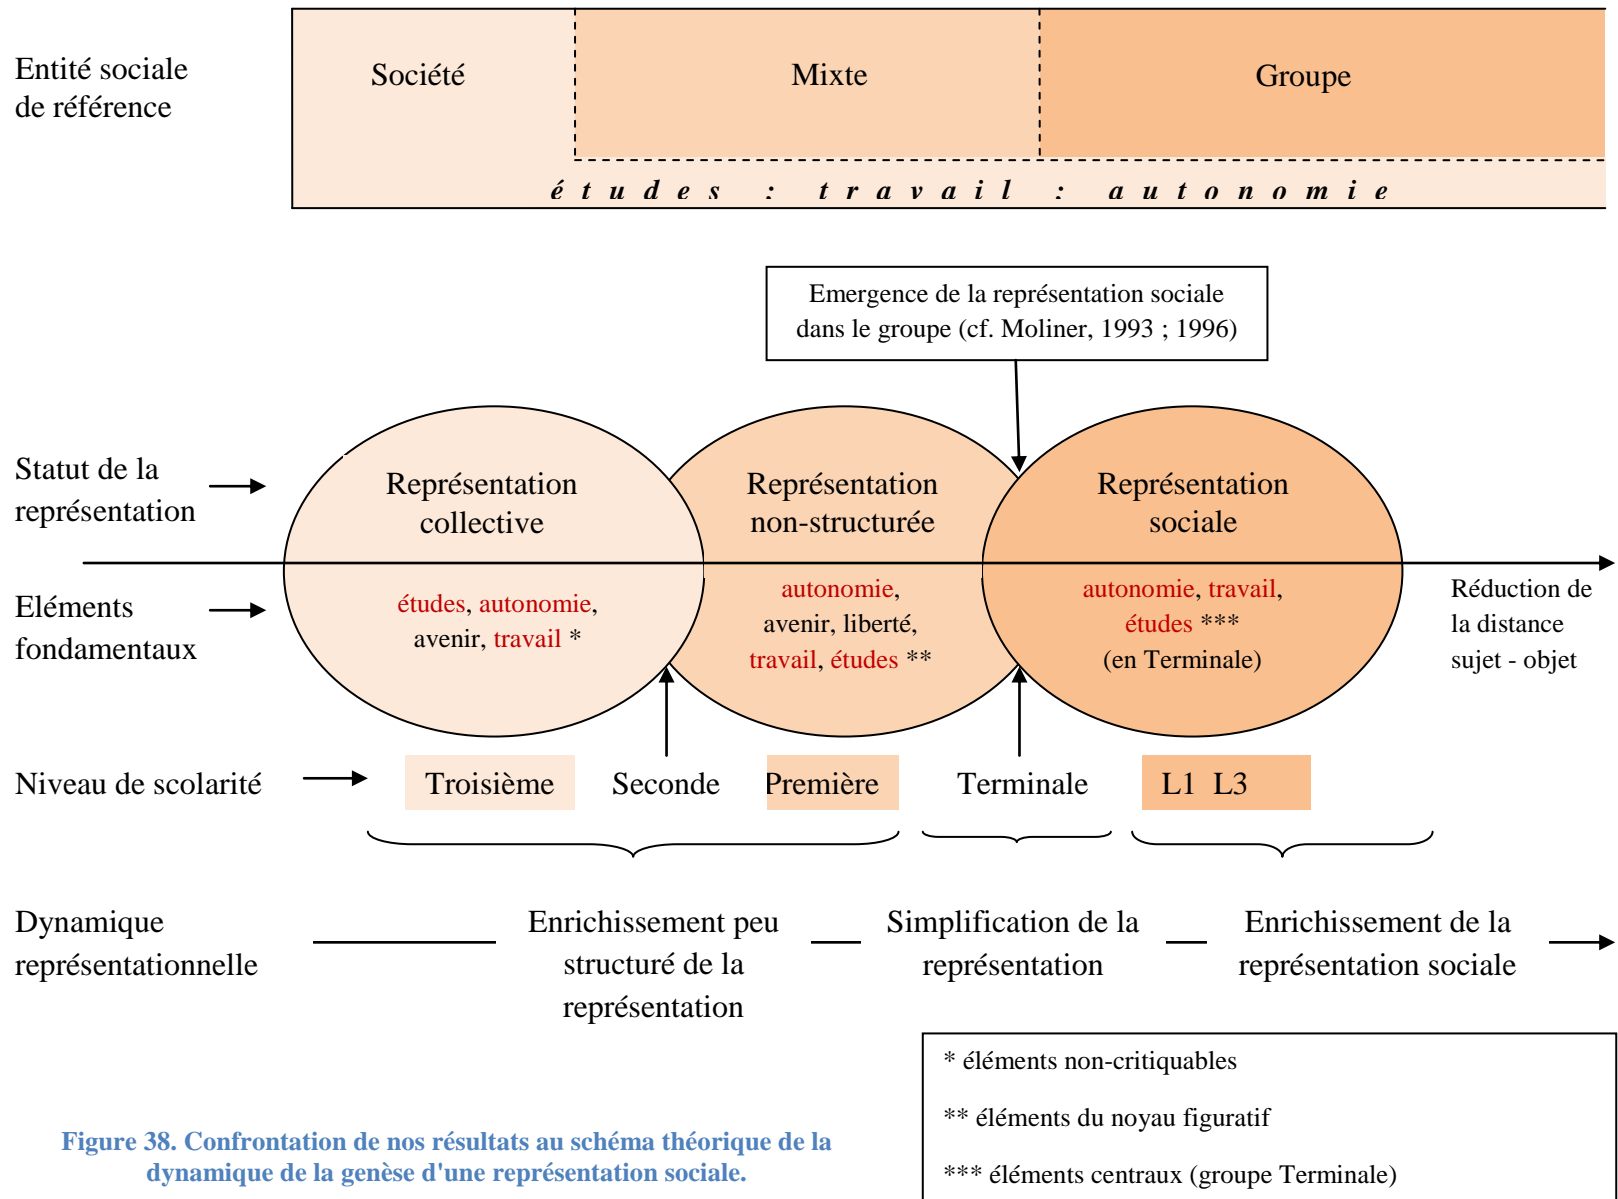 Entité sociale
de référence
Société
Mixte
Groupe
études : travail : autonomie
Emergence de la représentation sociale
dans le groupe (cf. Moliner, 1993 ; 1996)
Statut de la
représentation
Représentation
collective
Représentation
non-structurée
Représentation
sociale
Eléments
fondamentaux
études, autonomie,
avenir, travail *
autonomie,
avenir, liberté,
travail, études **
autonomie, travail,
études ***
(en Terminale)
Réduction de
la distance
sujet - objet
Niveau de scolarité
Troisième
Seconde
Première
Terminale
L1 L3
Dynamique
représentationnelle
Enrichissement peu
structuré de la
représentation
Simplification de la
représentation
Enrichissement de la
représentation sociale
* éléments non-critiquables
** éléments du noyau figuratif
*** éléments centraux (groupe Terminale)
Figure 38. Confrontation de nos résultats au schéma théorique de la
dynamique de la genèse d'une représentation sociale.